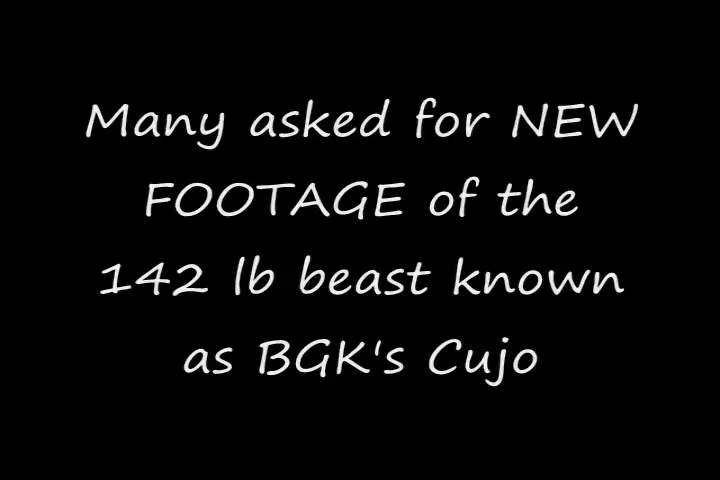 Many asked for NEW
FOOTAGE of the
142 lb beast known
as BGK's Cujo